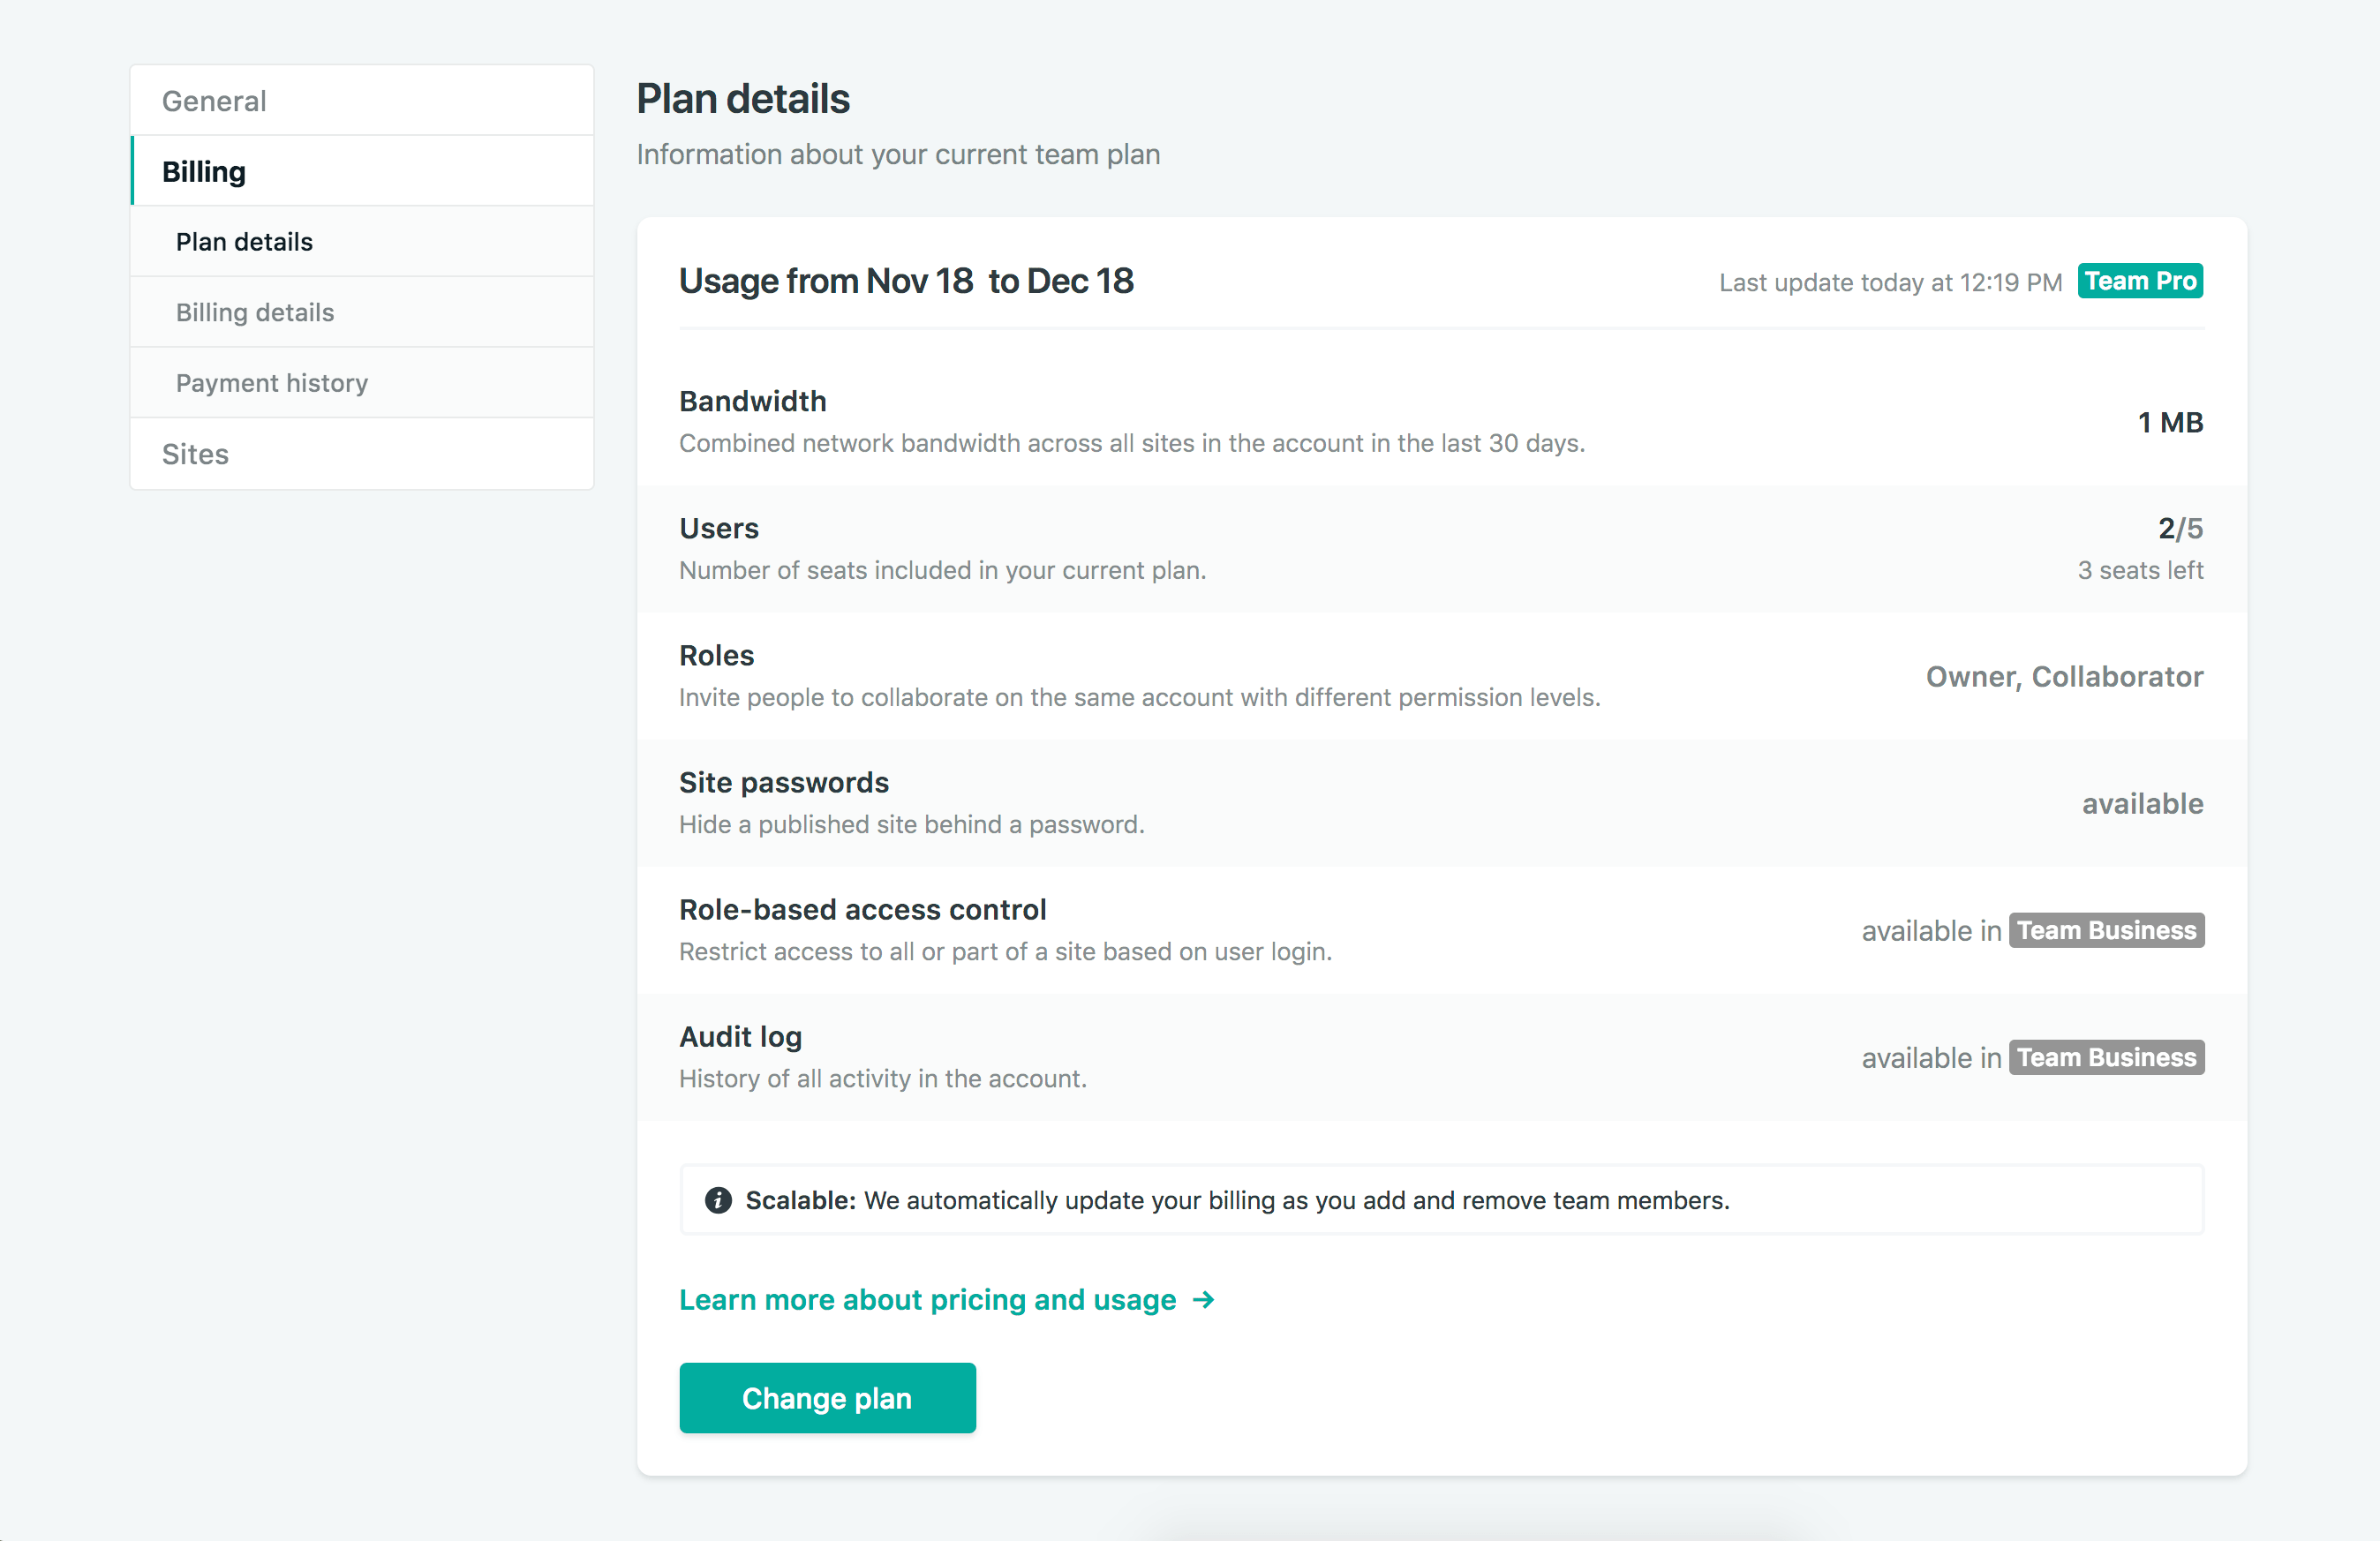 General
Billing
Plan details
Billing details
Payment history
Sites
Plan details
Information about your current team plan
Usage from Nov 18 to Dec 18
Last update today at 12:19 PM Team Pro
Bandwidth
Combined network bandwidth across all sites in the account in the last 30 days.
1 MB
Users
Number of seats included in your current plan.
2/5
3 seats left
Roles
Invite people to collaborate on the same account with different permission levels.
Owner, Collaborator
Site passwords
Hide a published site behind a password.
available
Role-based access control
Restrict access to all or part of a site based on user login.
available in Team Business
Audit log
History of all activity in the account.
available in Team Business
Scalable: We automatically update your billing as you add and remove team members.
Learn more about pricing and usage →
Change plan